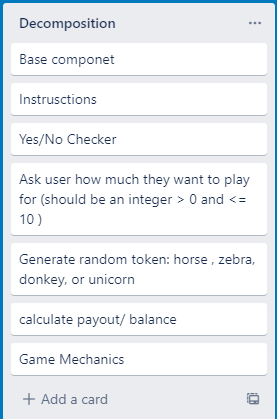 Decomposition
Base componet
Instrusctions
Yes/No Checker
Ask user how much they want to play
for (should be an integer > 0 and <=
10 )
Generate random token: horse , zebra,
donkey, or unicorn
calculate payout/ balance
Game Mechanics
+ Add a card